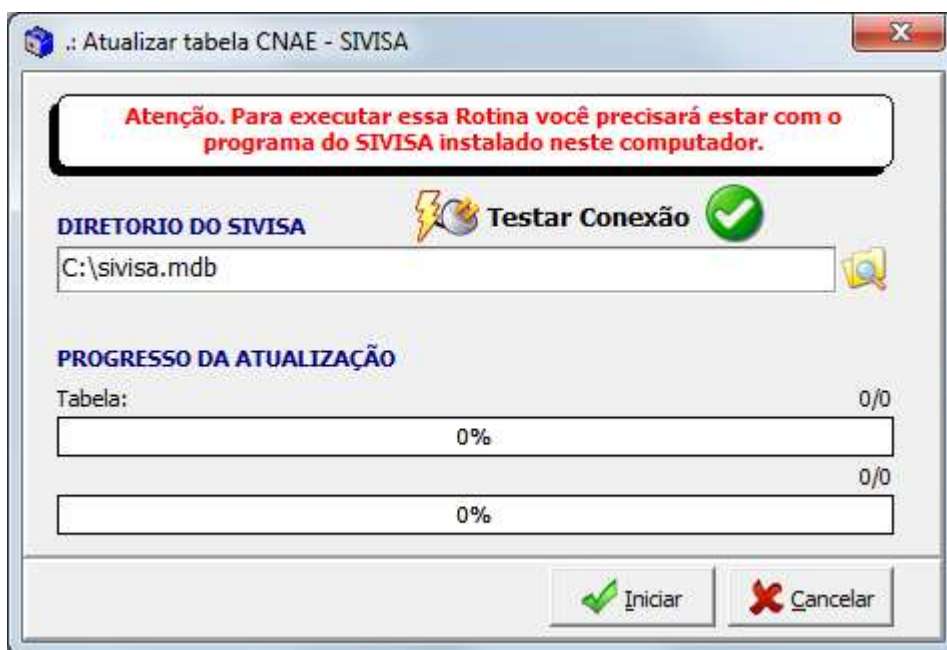 .: Atualizar tabela CNAE - SIVISA
Atenção. Para executar essa Rotina você precisará estar com o
programa do SIVISA instalado neste computador.
DIRETORIO DO SIVISA
Testar Conexão
C:\sivisa.mdb
PROGRESSO DA ATUALIZAÇÃO
Tabela:
0/0
0%
0/0
0%
Iniciar
Cancelar